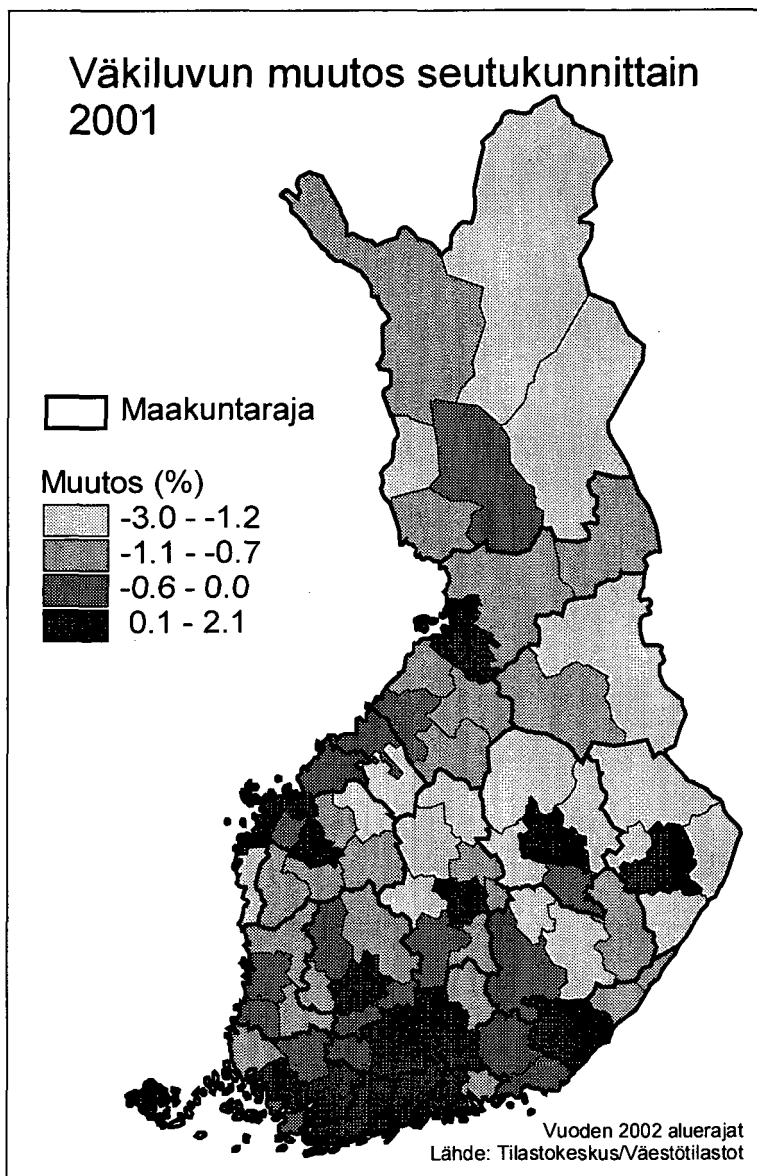 Väkiluvun muutos seutukunnittain
2001
Maakuntaraja
Muutos (%)
-3.0 - -1.2
-1.1 - -0.7
-0.6 - 0.0
0.1 - 2.1
Vuoden 2002 aluerajat
Lähde: Tilastokeskus/Väestötilastot